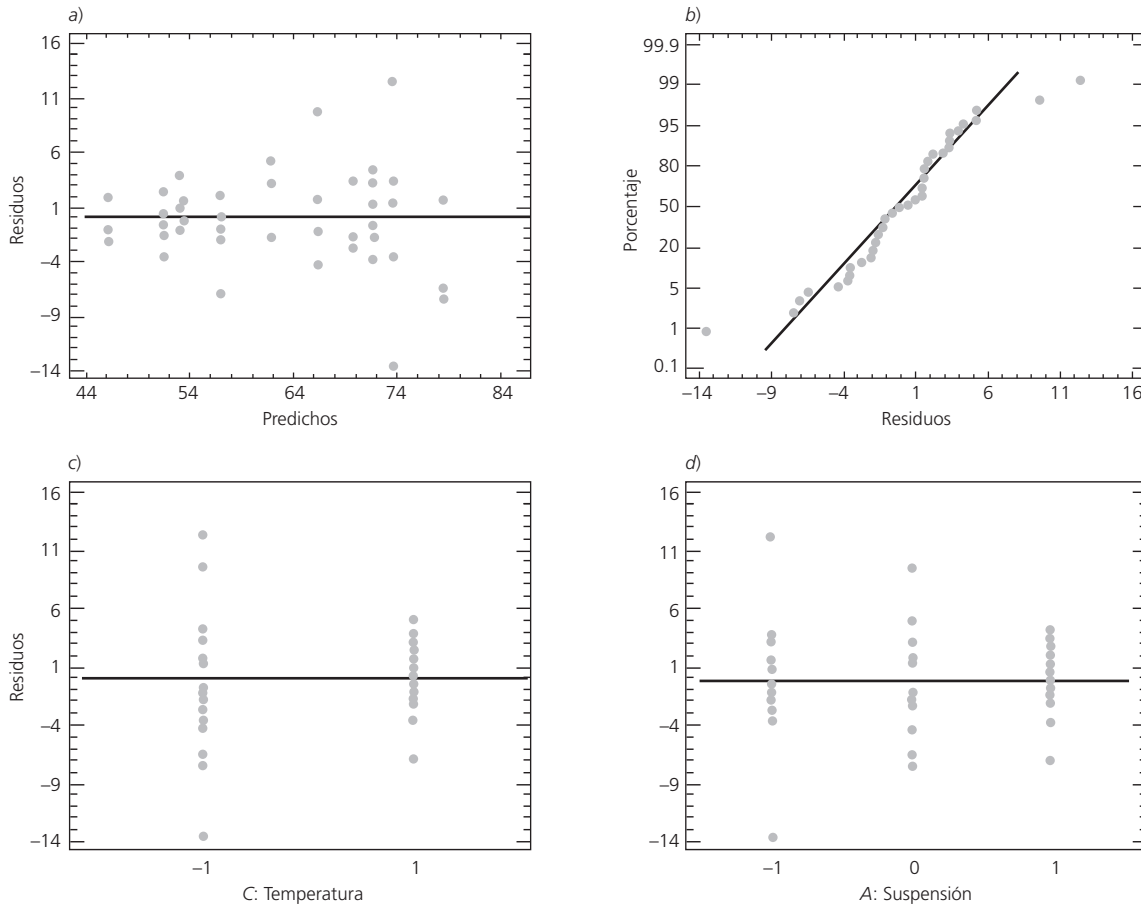 a)
16
11
6
1
−4
−9
−14
Residuos
44 54 64 74 84
Predichos
b)
99.9
99
95
80
50
20
5
1
0.1
Porcentaje
−14 −9 −4 1 6 11 16
Residuos
c)
16
11
6
1
−4
−9
−14
Residuos
−1 1
C: Temperatura
d)
16
11
6
1
−4
−9
−14
−1 0 1
A: Suspensión